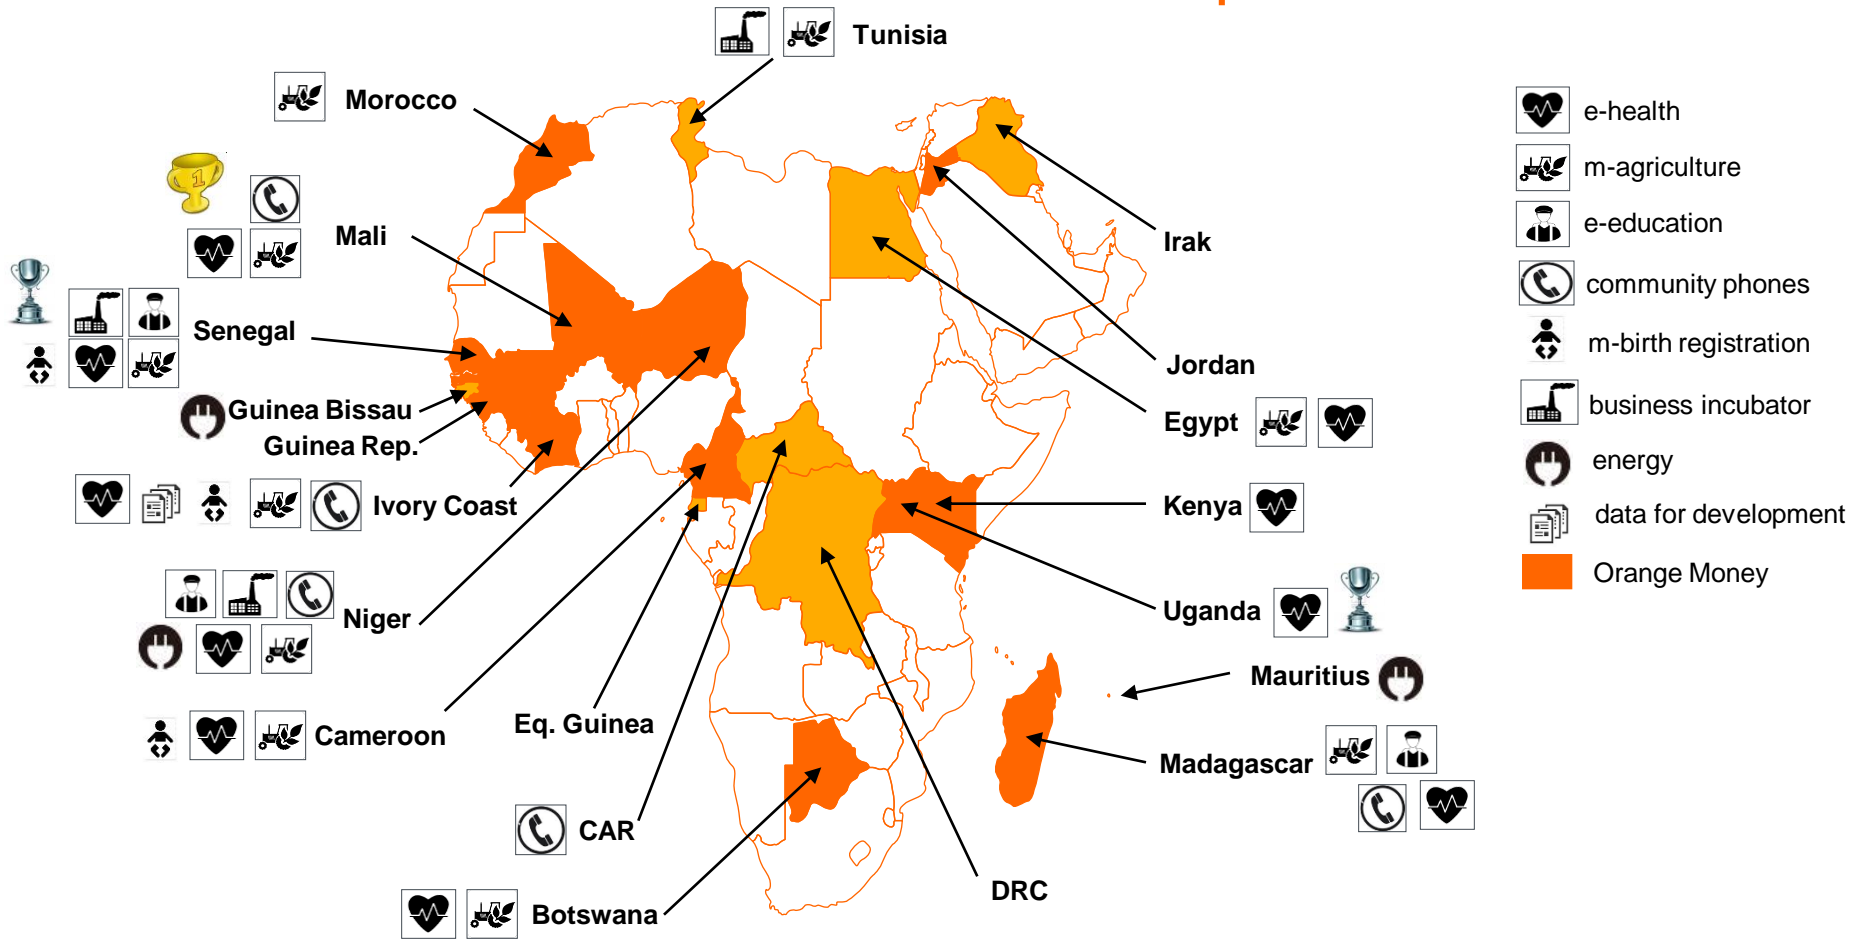 Tunisia
Morocco
Mali
Senegal
Guinea Bissau
Guinea Rep.
Ivory Coast
Niger
Cameroon
Eq. Guinea
CAR
Botswana
DRC
Irak
Jordan
Egypt
Kenya
Uganda
Mauritius
Madagascar
1
e-health
m-agriculture
e-education
community phones
m-birth registration
business incubator
energy
data for development
Orange Money